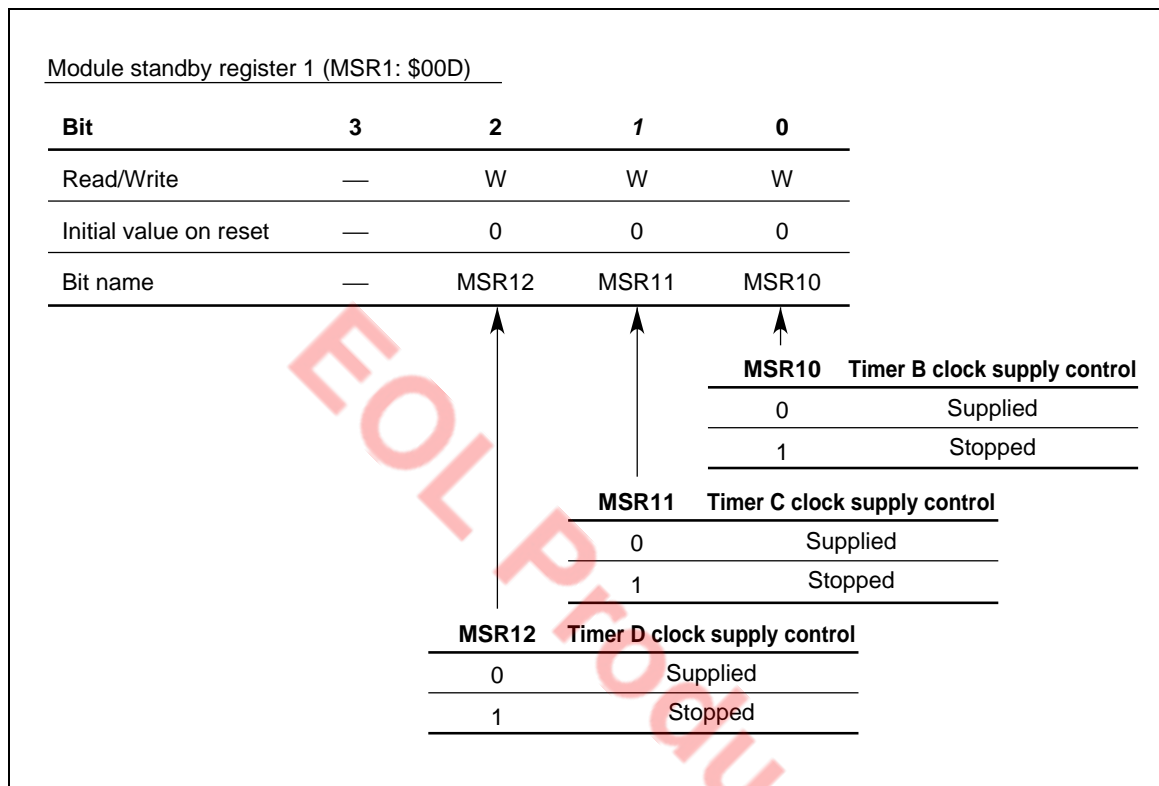 Module standby register 1 (MSR1: $00D)
Bit 3 2 1 0
Read/Write — W W W
Initial value on reset — 0 0 0
Bit name — MSR12 MSR11 MSR10
MSR10 Timer B clock supply control
0 Supplied
1 Stopped
MSR11 Timer C clock supply control
0 Supplied
1 Stopped
MSR12 Timer D clock supply control
0 Supplied
1 Stopped
EOL Produ